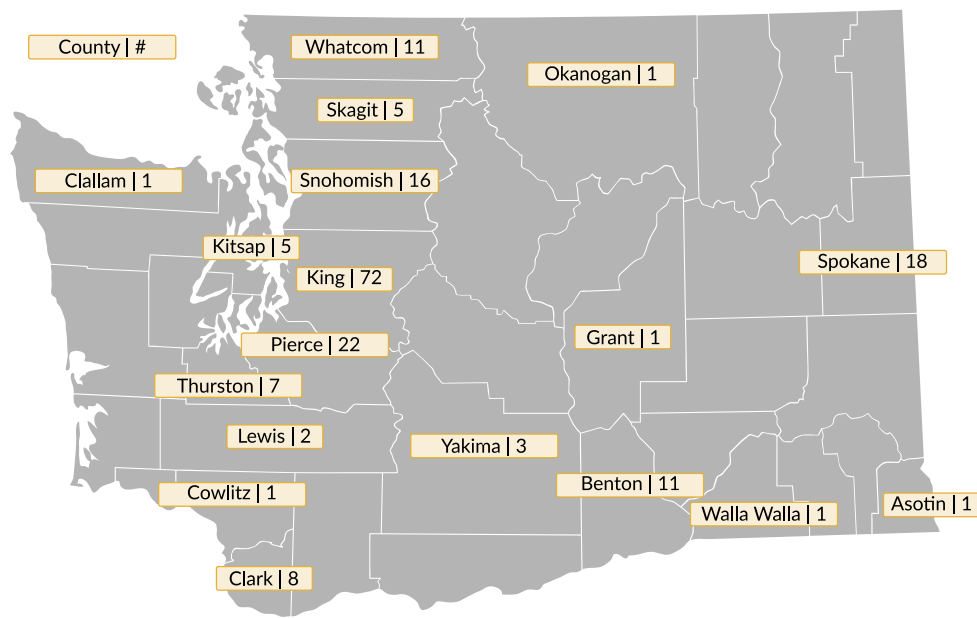 County | #
Whatcom | 11
Okanogan | 1
Skagit | 5
Clallam | 1
Snohomish | 16
Kitsap | 5
King | 72
Spokane | 18
Pierce | 22
Grant | 1
Thurston | 7
Lewis | 2
Yakima | 3
Benton | 11
Cowlitz | 1
Walla Walla | 1
Asotin | 1
Clark | 8